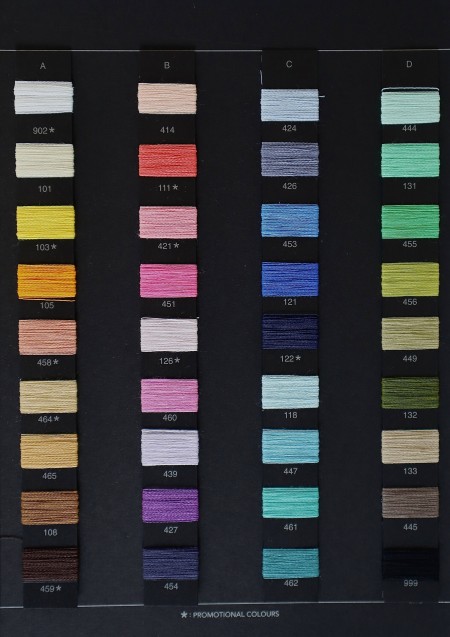 A B C D
902* 414 424 444
101 111* 426 131
103* 421* 453 455
105 451 121 456
458* 126* 122* 449
464* 460 118 132
465 439 447 133
108 427 461 445
459* 454 462 999
* : PROMOTIONAL COLOURS